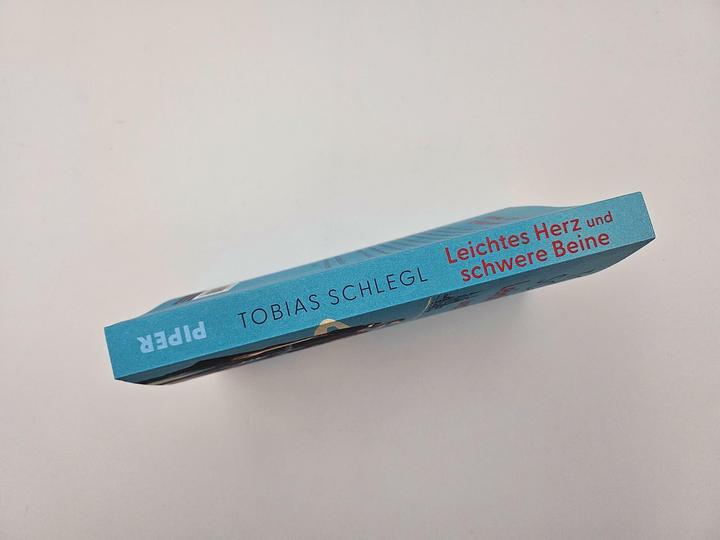 PIPER
TOBIAS SCHLEGL
Leichtes Herz und
schwere Beine